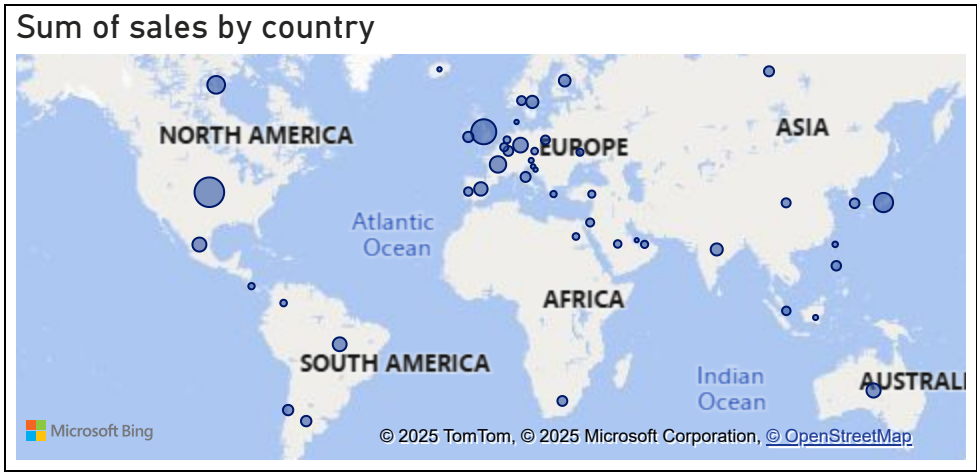 Sum of sales by country
NORTH AMERICA
EUROPE
ASIA
Atlantic
Ocean
AFRICA
SOUTH AMERICA
Indian
Ocean
AUSTRALI
Microsoft Bing
© 2025 TomTom, © 2025 Microsoft Corporation, © OpenStreetMap